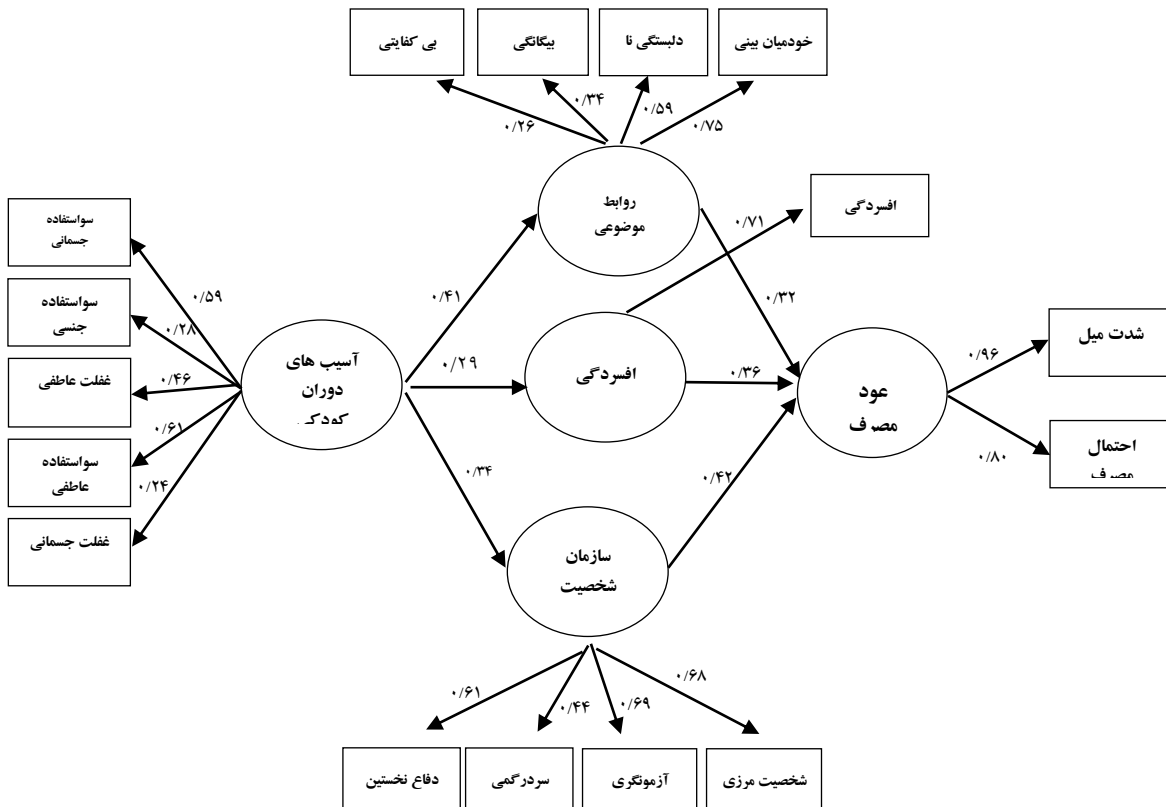 خودمیان بینی
دلبستگی نا
بیگانگی
بی کفایتی
۰/۷۵
۰/۵۹
۰/۳۴
۰/۲۶
روابط
موضوعی
افسردگی
۰/۷۱
سواستفاده
جسمانی
سواستفاده
جنسی
غفلت عاطفی
سواستفاده
عاطفی
غفلت جسمانی
۰/۵۹
۰/۲۸
۰/۴۶
۰/۶۱
۰/۲۴
آسیب های
دوران
کودکی
۰/۴۱
۰/۲۹
۰/۳۴
افسردگی
۰/۳۲
۰/۳۶
۰/۴۲
عود
مصرف
۰/۹۶
۰/۸۰
شدت میل
احتمال
مصرف
سازمان
شخصیت
۰/۶۸
۰/۶۹
۰/۴۴
۰/۶۱
شخصیت مرزی
آزمونگری
سردرگمی
دفاع نخستین